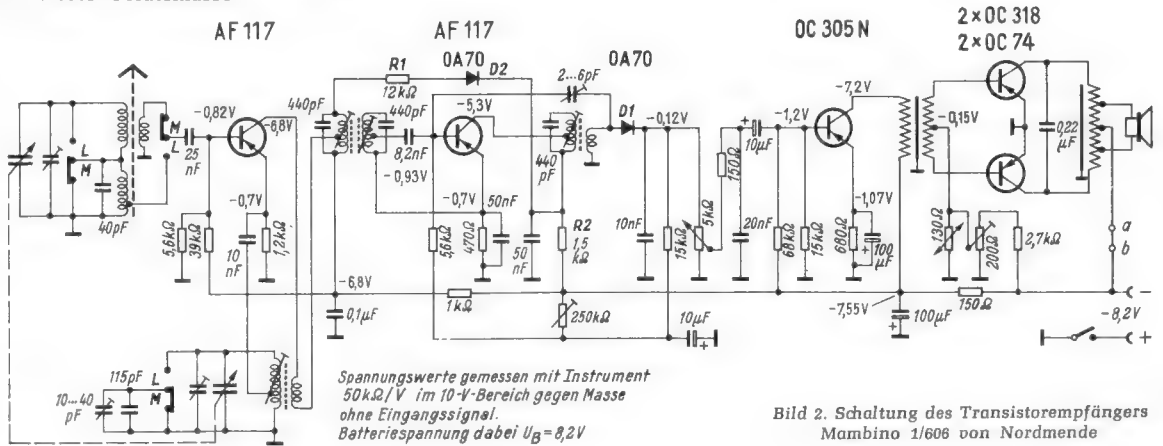 AF 117
AF 117
OA70
OA70
OC 305 N
2 × OC 318
2 × OC 74
R1
12kΩ
D2
2...6pF
D1
440pF
440pF
8,2nF
-5,3V
-0,93V
-0,82V
-6,8V
25
nF
M
L
L
M
40pF
-0,7V
5,6kΩ
39kΩ
10
nF
1,2kΩ
-0,7V
50nF
5,6kΩ
470Ω
50
nF
440
pF
R2
1,5
kΩ
-0,12V
10nF
15kΩ
5kΩ
150Ω
+
10μF
20nF
-1,2V
68kΩ
15kΩ
-7,2V
-1,07V
680Ω
+
100
μF
-0,15V
0,22
μF
130Ω
200Ω
2,7kΩ
a
b
-6,8V
0,1μF
1kΩ
250kΩ
10μF
+
-7,55V
100μF
+
150Ω
-
-8,2V
+
115pF
10...40
pF
L
M
Spannungswerte gemessen mit Instrument
50kΩ/V im 10-V-Bereich gegen Masse
ohne Eingangssignal.
Batteriespannung dabei U_B = 8,2V
Bild 2. Schaltung des Transistorempfängers
Mambino 1/606 von Nordmende